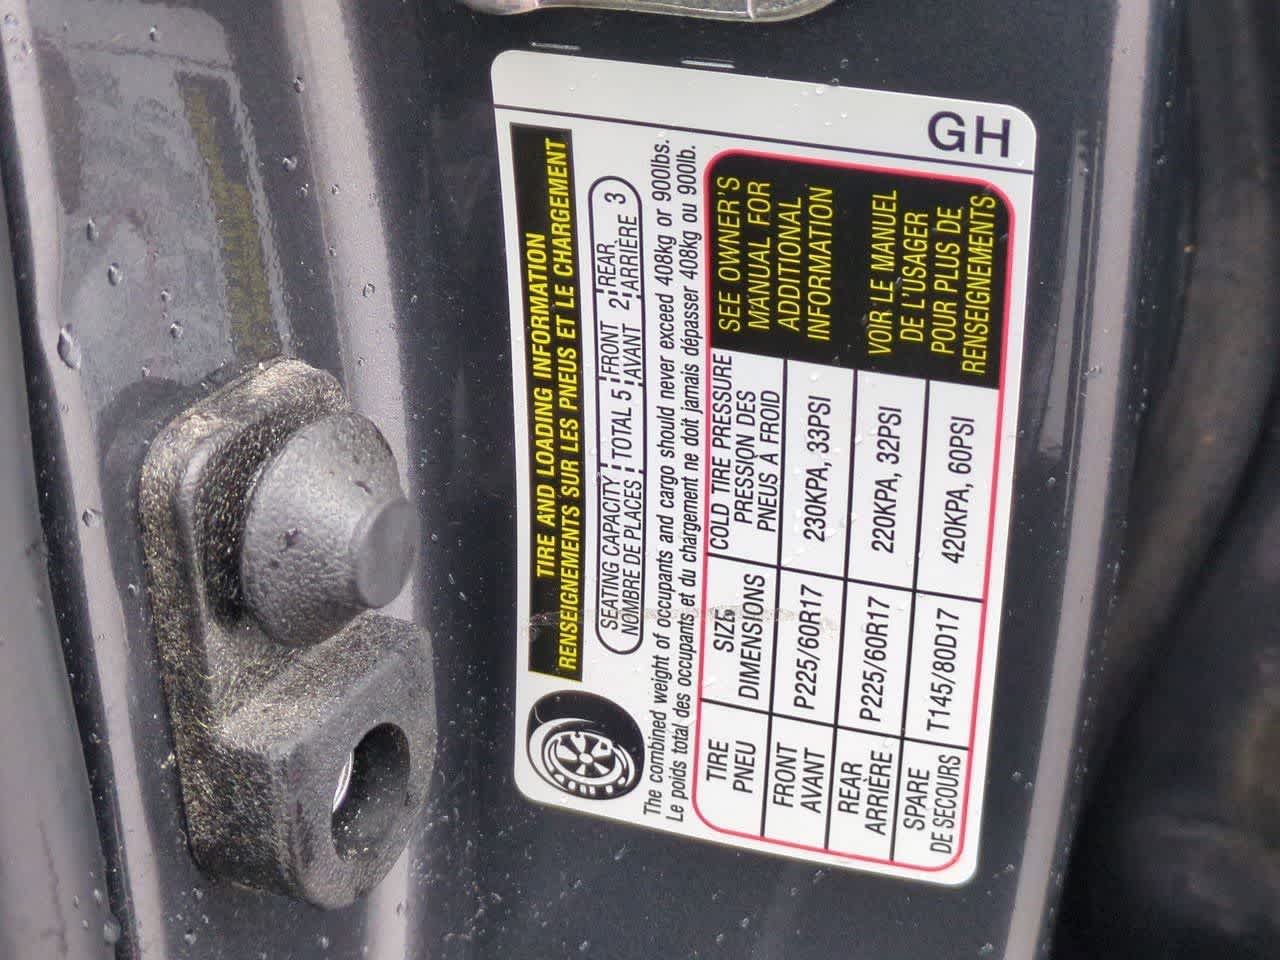 GH
TIRE AND LOADING INFORMATION
RENSEIGNEMENTS SUR LES PNEUS ET LE CHARGEMENT
SEATING CAPACITY TOTAL 5 FRONT 2 REAR 3
NOMBRE DE PLACES AVANT ARRIÈRE
The combined weight of occupants and cargo should never exceed 408kg or 900lbs.
Le poids total des occupants et du chargement ne doit jamais dépasser 408kg ou 900lb.
TIRE SIZE COLD TIRE PRESSURE
PNEU DIMENSIONS PRESSION DES
PNEUS À FROID
FRONT P225/60R17 230KPA, 33PSI
AVANT
REAR P225/60R17 220KPA, 32PSI
ARRIÈRE
SPARE T145/80D17 420KPA, 60PSI
DE SECOURS
SEE OWNER'S
MANUAL FOR
ADDITIONAL
INFORMATION
VOIR LE MANUEL
DE L'USAGER
POUR PLUS DE
RENSEIGNEMENTS